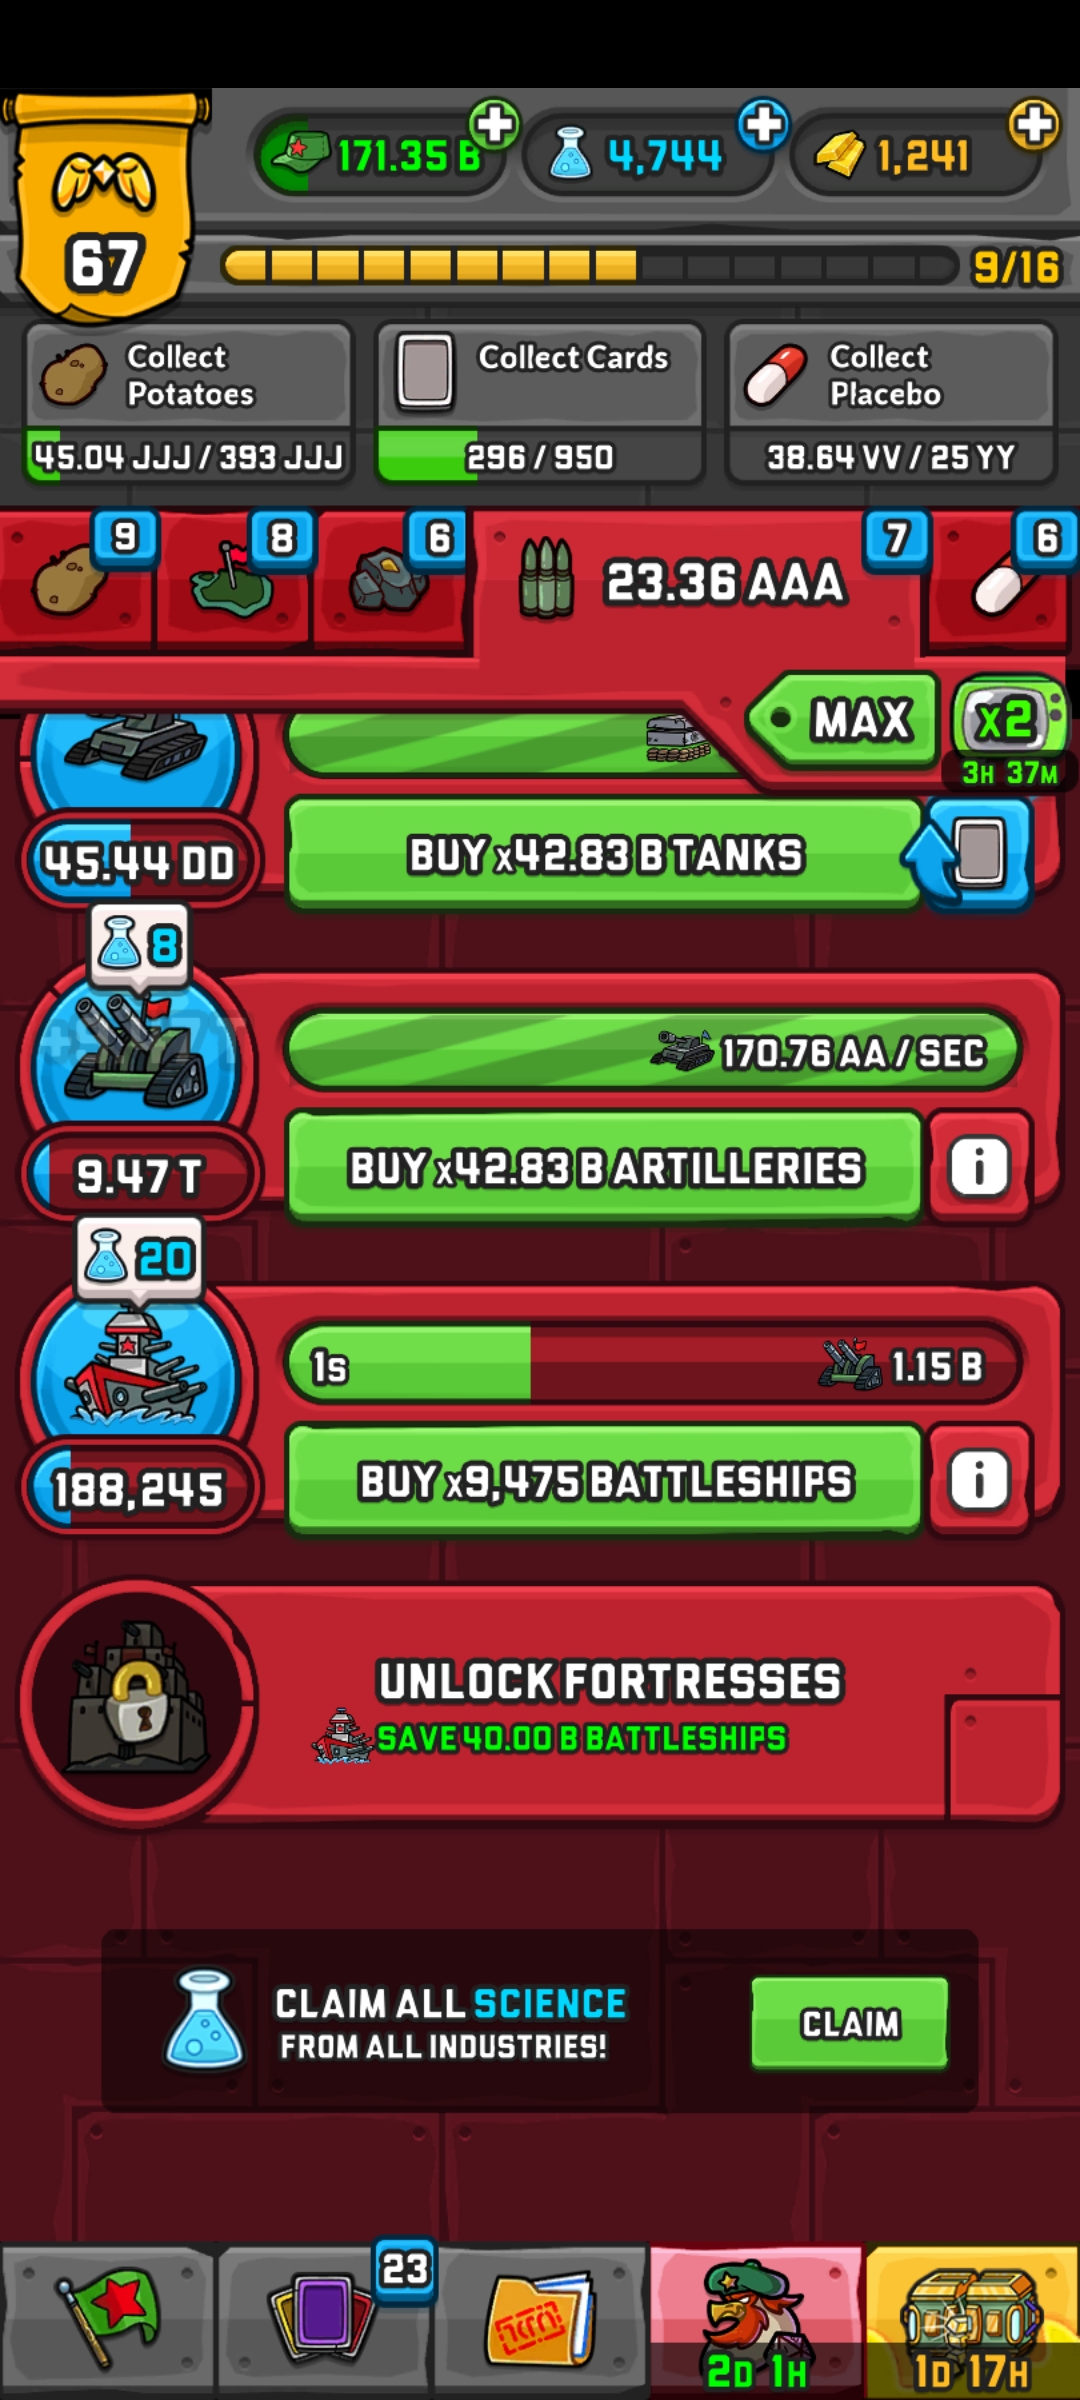 171.35 B
4,744
1,241
67
9/16
Collect
Potatoes
45.04 JJJ / 393 JJJ
Collect Cards
296 / 950
Collect
Placebo
38.64 VV / 25 YY
9
8
6
23.36 AAA
7
6
MAX
x2
3H 37M
45.44 DD
BUY x42.83 B TANKS
8
170.76 AA / SEC
BUY x42.83 B ARTILLERIES
i
9.47 T
20
1s
1.15 B
BUY x9,475 BATTLESHIPS
i
188,245
UNLOCK FORTRESSES
SAVE 40.00 B BATTLESHIPS
CLAIM ALL SCIENCE
FROM ALL INDUSTRIES!
CLAIM
23
2D 1H
1D 17H